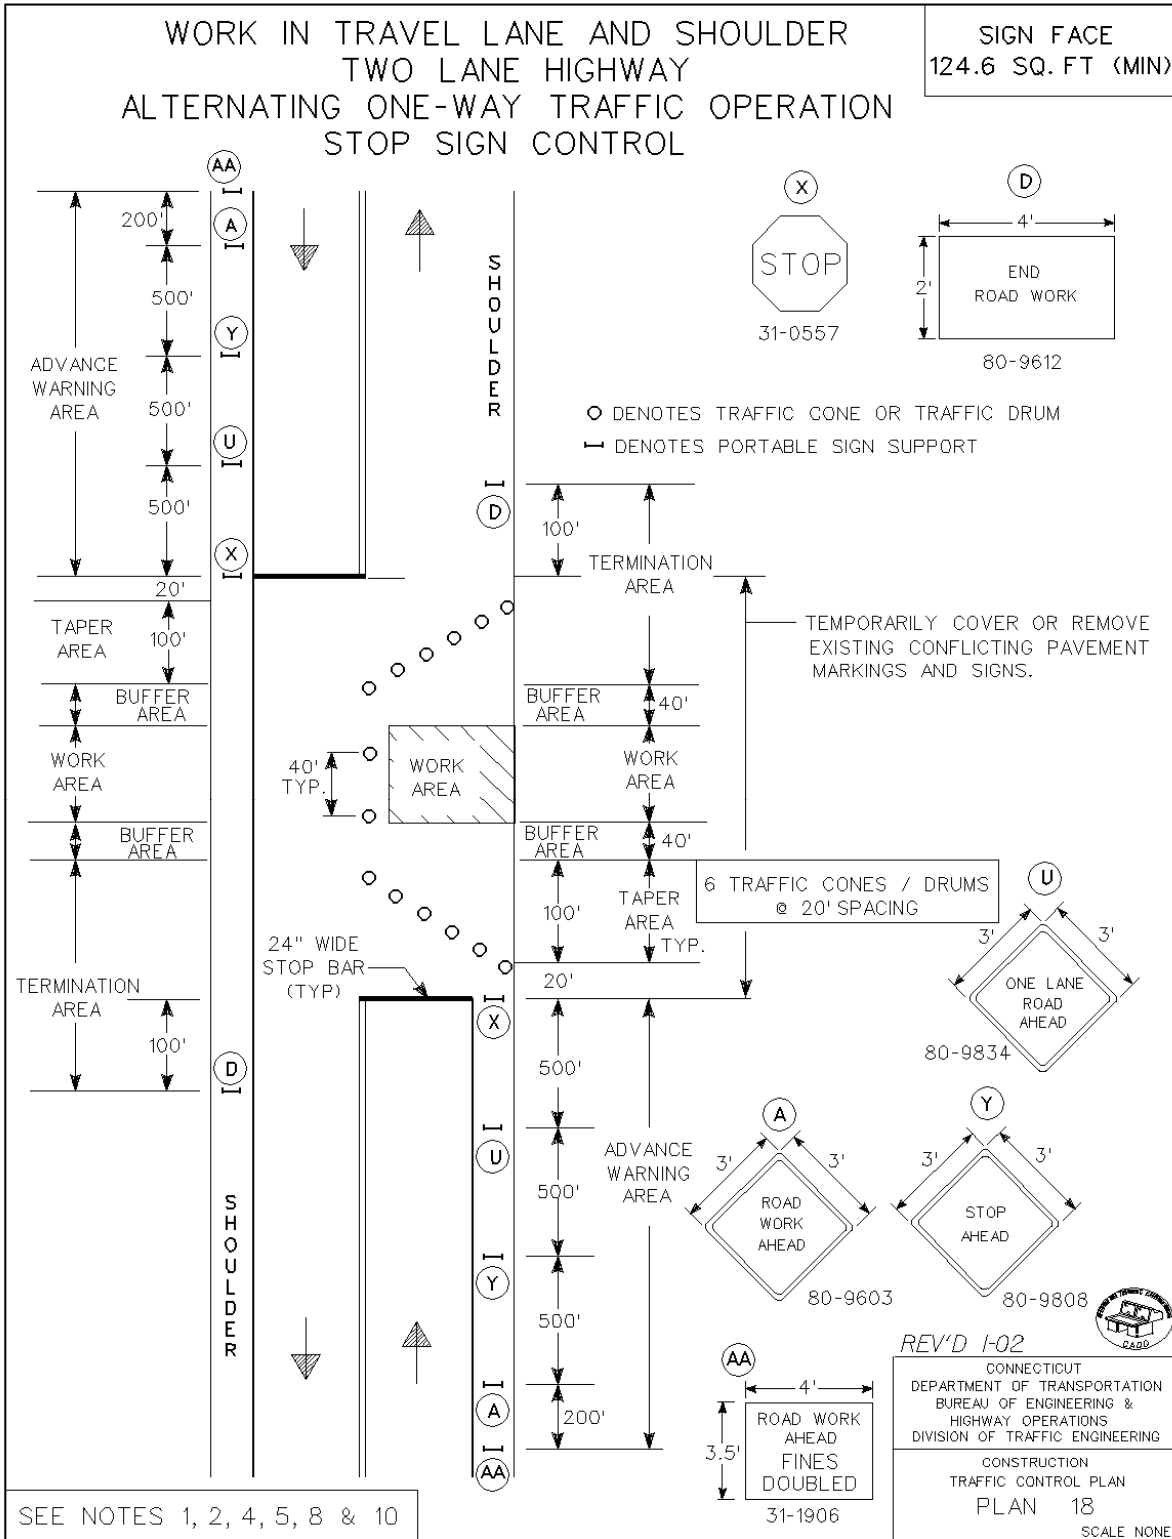 WORK IN TRAVEL LANE AND SHOULDER
TWO LANE HIGHWAY
ALTERNATING ONE-WAY TRAFFIC OPERATION
STOP SIGN CONTROL
SIGN FACE
124.6 SQ. FT (MIN)
AA
200'
A
500'
Y
500'
U
500'
X
20'
ADVANCE
WARNING
AREA
TAPER
AREA
100'
BUFFER
AREA
WORK
AREA
BUFFER
AREA
TERMINATION
AREA
100'
D
SHOULDER
SHOULDER
X
STOP
31-0557
D
4'
2'
END
ROAD WORK
80-9612
O DENOTES TRAFFIC CONE OR TRAFFIC DRUM
DENOTES PORTABLE SIGN SUPPORT
D
100'
TERMINATION
AREA
TEMPORARILY COVER OR REMOVE
EXISTING CONFLICTING PAVEMENT
MARKINGS AND SIGNS.
BUFFER
AREA
40'
40'
TYP.
WORK
AREA
WORK
AREA
BUFFER
AREA
40'
6 TRAFFIC CONES / DRUMS
@ 20' SPACING
100'
TAPER
AREA
TYP.
24" WIDE
STOP BAR
(TYP)
20'
X
500'
U
500'
Y
500'
A
200'
AA
ADVANCE
WARNING
AREA
U
3'
3'
ONE LANE
ROAD
AHEAD
80-9834
A
3'
3'
ROAD
WORK
AHEAD
80-9603
Y
3'
3'
STOP
AHEAD
80-9808
AA
4'
3.5'
ROAD WORK
AHEAD
FINES
DOUBLED
31-1906
CADD
REV'D 1-02
CONNECTICUT
DEPARTMENT OF TRANSPORTATION
BUREAU OF ENGINEERING &
HIGHWAY OPERATIONS
DIVISION OF TRAFFIC ENGINEERING
CONSTRUCTION
TRAFFIC CONTROL PLAN
PLAN 18
SCALE NONE
SEE NOTES 1, 2, 4, 5, 8 & 10